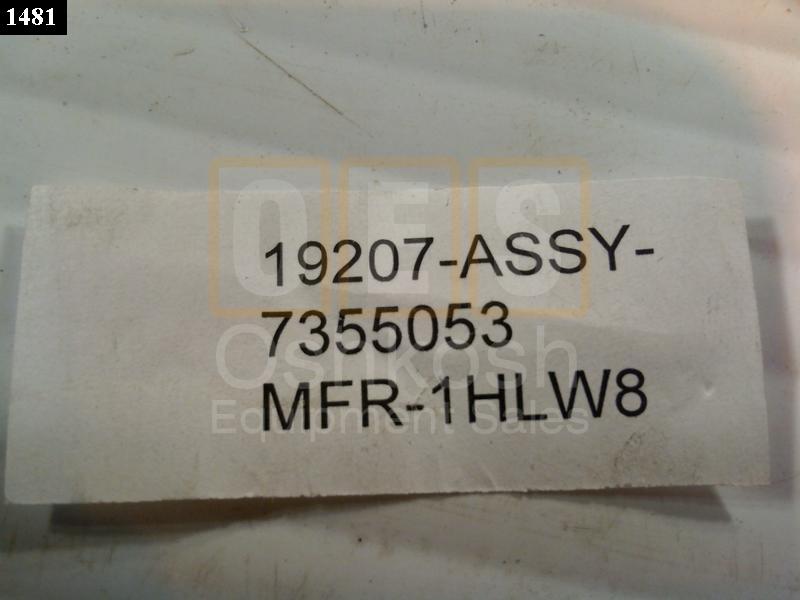 1481
OES
19207-ASSY-
7355053
Oshkosh
MFR-1HLW8
Equipment Sales